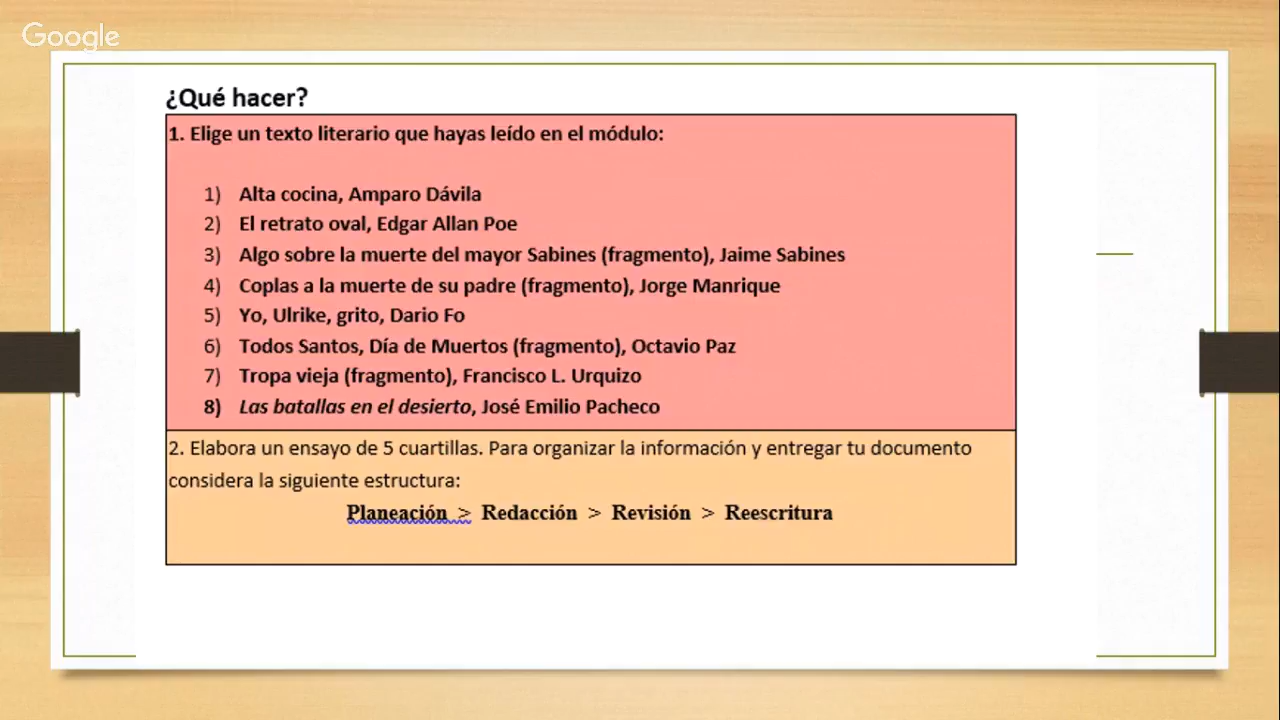 Google
¿Qué hacer?
1. Elige un texto literario que hayas leído en el módulo:
1) Alta cocina, Amparo Dávila
2) El retrato oval, Edgar Allan Poe
3) Algo sobre la muerte del mayor Sabines (fragmento), Jaime Sabines
4) Coplas a la muerte de su padre (fragmento), Jorge Manrique
5) Yo, Ulrike, grito, Dario Fo
6) Todos Santos, Día de Muertos (fragmento), Octavio Paz
7) Tropa vieja (fragmento), Francisco L. Urquizo
8) Las batallas en el desierto, José Emilio Pacheco
2. Elabora un ensayo de 5 cuartillas. Para organizar la información y entregar tu documento
considera la siguiente estructura:
Planeación > Redacción > Revisión > Reescritura